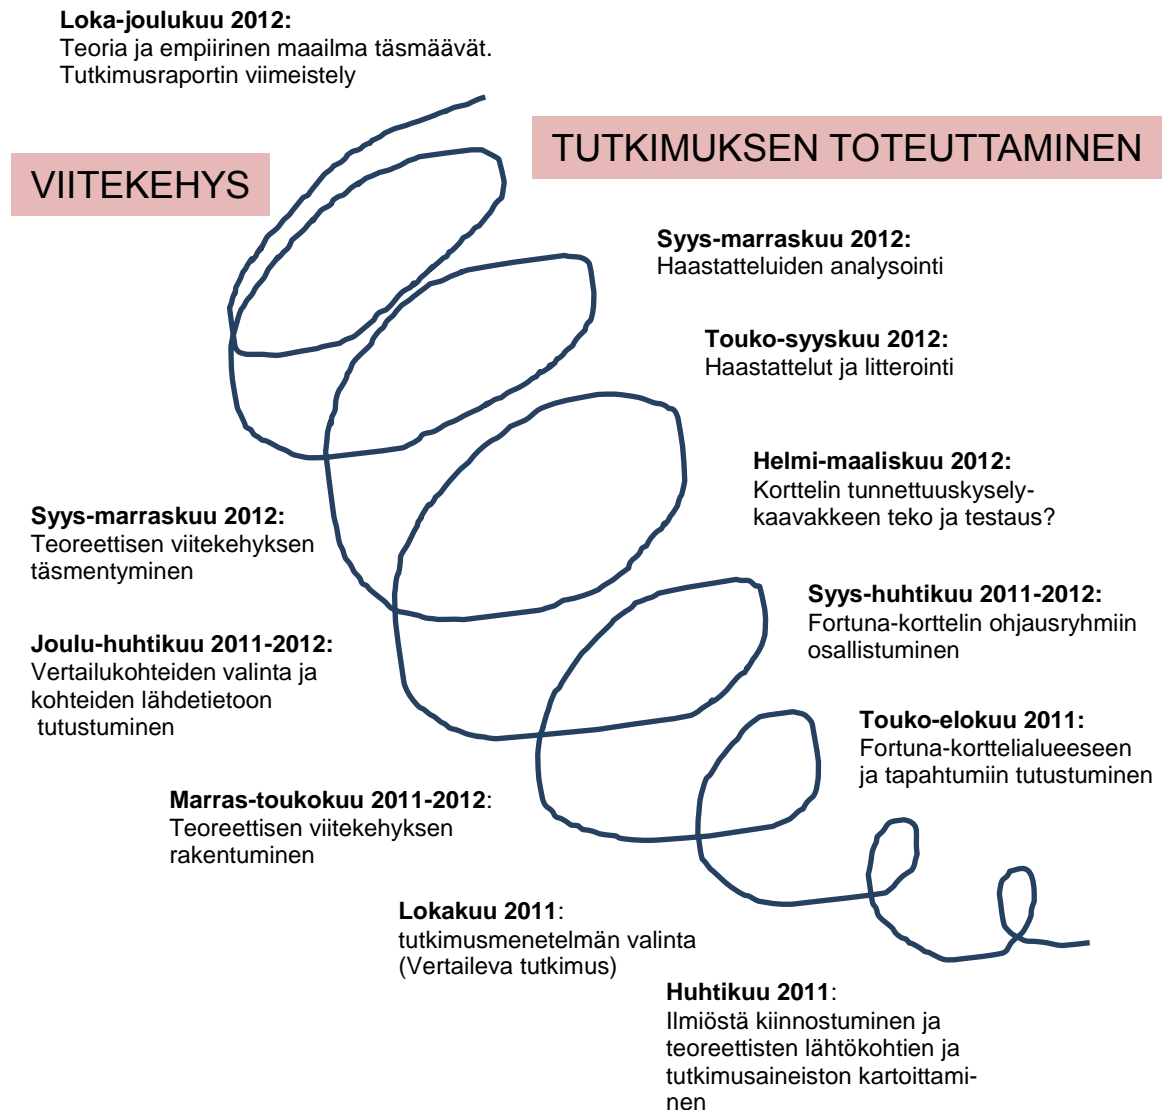 Loka-joulukuu 2012:
Teoria ja empiirinen maailma täsmäävät.
Tutkimusraportin viimeistely
TUTKIMUKSEN TOTEUTTAMINEN
VIITEKEHYS
Syys-marraskuu 2012:
Haastatteluiden analysointi
Touko-syyskuu 2012:
Haastattelut ja litterointi
Helmi-maaliskuu 2012:
Korttelin tunnettuuskysely-
kaavakkeen teko ja testaus?
Syys-marraskuu 2012:
Teoreettisen viitekehyksen
täsmentyminen
Syys-huhtikuu 2011-2012:
Fortuna-korttelin ohjausryhmiin
osallistuminen
Joulu-huhtikuu 2011-2012:
Vertailukohteiden valinta ja
kohteiden lähdetietoon
tutustuminen
Touko-elokuu 2011:
Fortuna-korttelialueeseen
ja tapahtumiin tutustuminen
Marras-toukokuu 2011-2012:
Teoreettisen viitekehyksen
rakentuminen
Lokakuu 2011:
tutkimusmenetelmän valinta
(Vertaileva tutkimus)
Huhtikuu 2011:
Ilmiöstä kiinnostuminen ja
teoreettisten lähtökohtien ja
tutkimusaineiston kartoittami-
nen